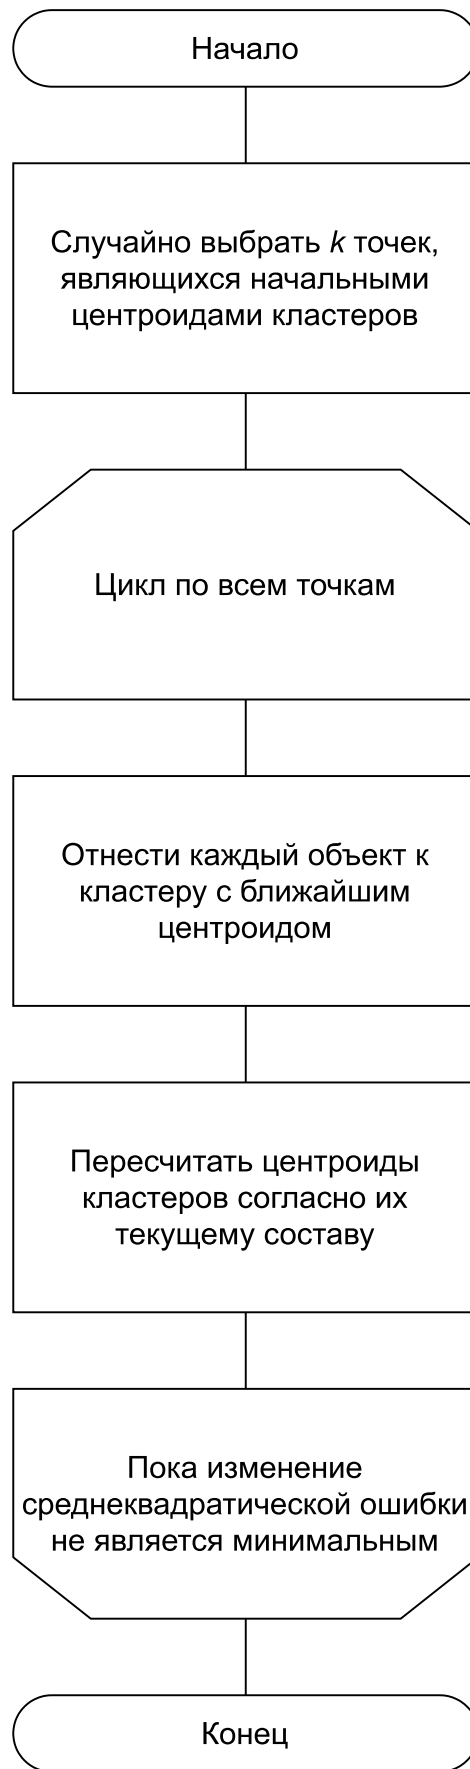 Начало
Случайно выбрать k точек,
являющихся начальными
центроидами кластеров
Цикл по всем точкам
Отнести каждый объект к
кластеру с ближайшим
центроидом
Пересчитать центроиды
кластеров согласно их
текущему составу
Пока изменение
среднеквадратической ошибки
не является минимальным
Конец